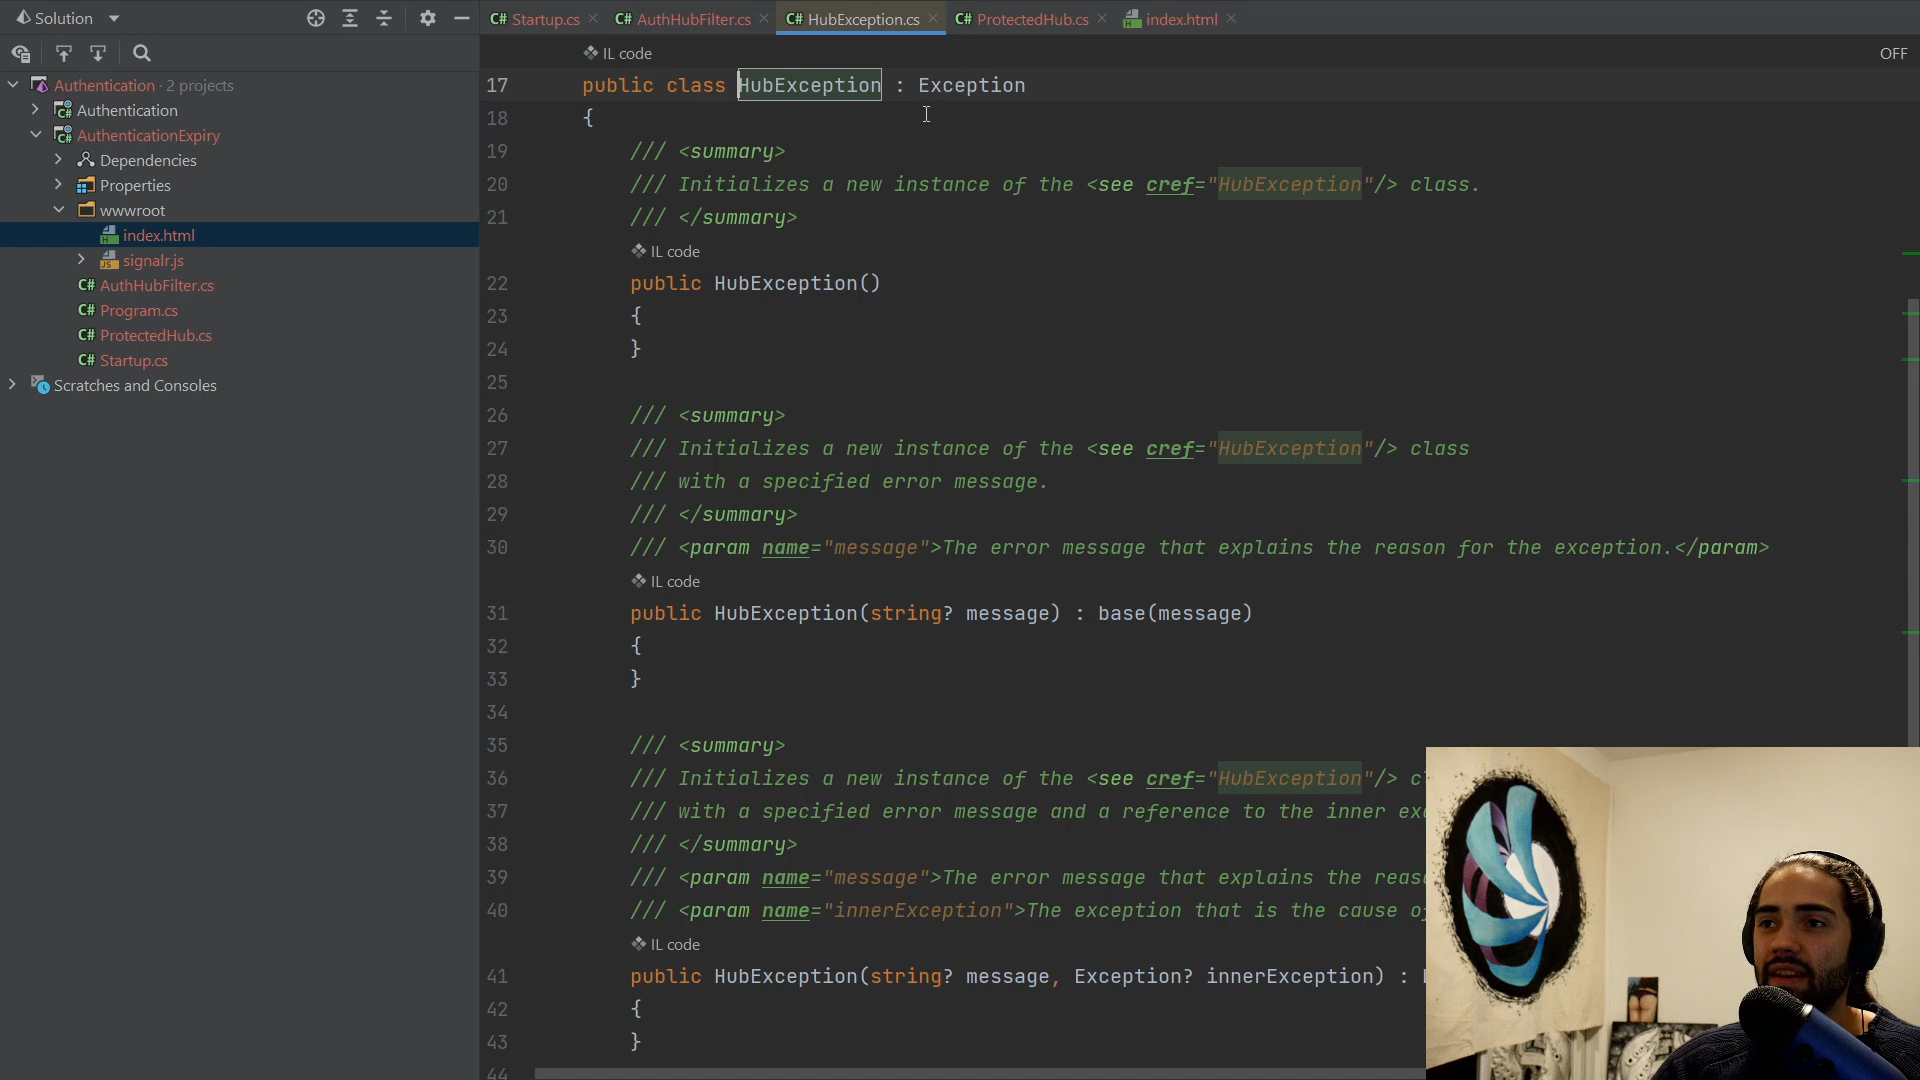 Solution
Startup.cs
AuthHubFilter.cs
HubException.cs
ProtectedHub.cs
index.html
Authentication · 2 projects
Authentication
AuthenticationExpiry
Dependencies
Properties
wwwroot
index.html
signalr.js
AuthHubFilter.cs
Program.cs
ProtectedHub.cs
Startup.cs
Scratches and Consoles
IL code
OFF
17 public class HubException : Exception
18 {
19 /// <summary>
20 /// Initializes a new instance of the <see cref="HubException"/> class.
21 /// </summary>
IL code
22 public HubException()
23 {
24 }
25
26 /// <summary>
27 /// Initializes a new instance of the <see cref="HubException"/> class
28 /// with a specified error message.
29 /// </summary>
30 /// <param name="message">The error message that explains the reason for the exception.</param>
IL code
31 public HubException(string? message) : base(message)
32 {
33 }
34
35 /// <summary>
36 /// Initializes a new instance of the <see cref="HubException"/>
37 /// with a specified error message and a reference to the inner
38 /// </summary>
39 /// <param name="message">The error message that explains the
40 /// <param name="innerException">The exception that is the cause
IL code
41 public HubException(string? message, Exception? innerException) :
42 {
43 }
44